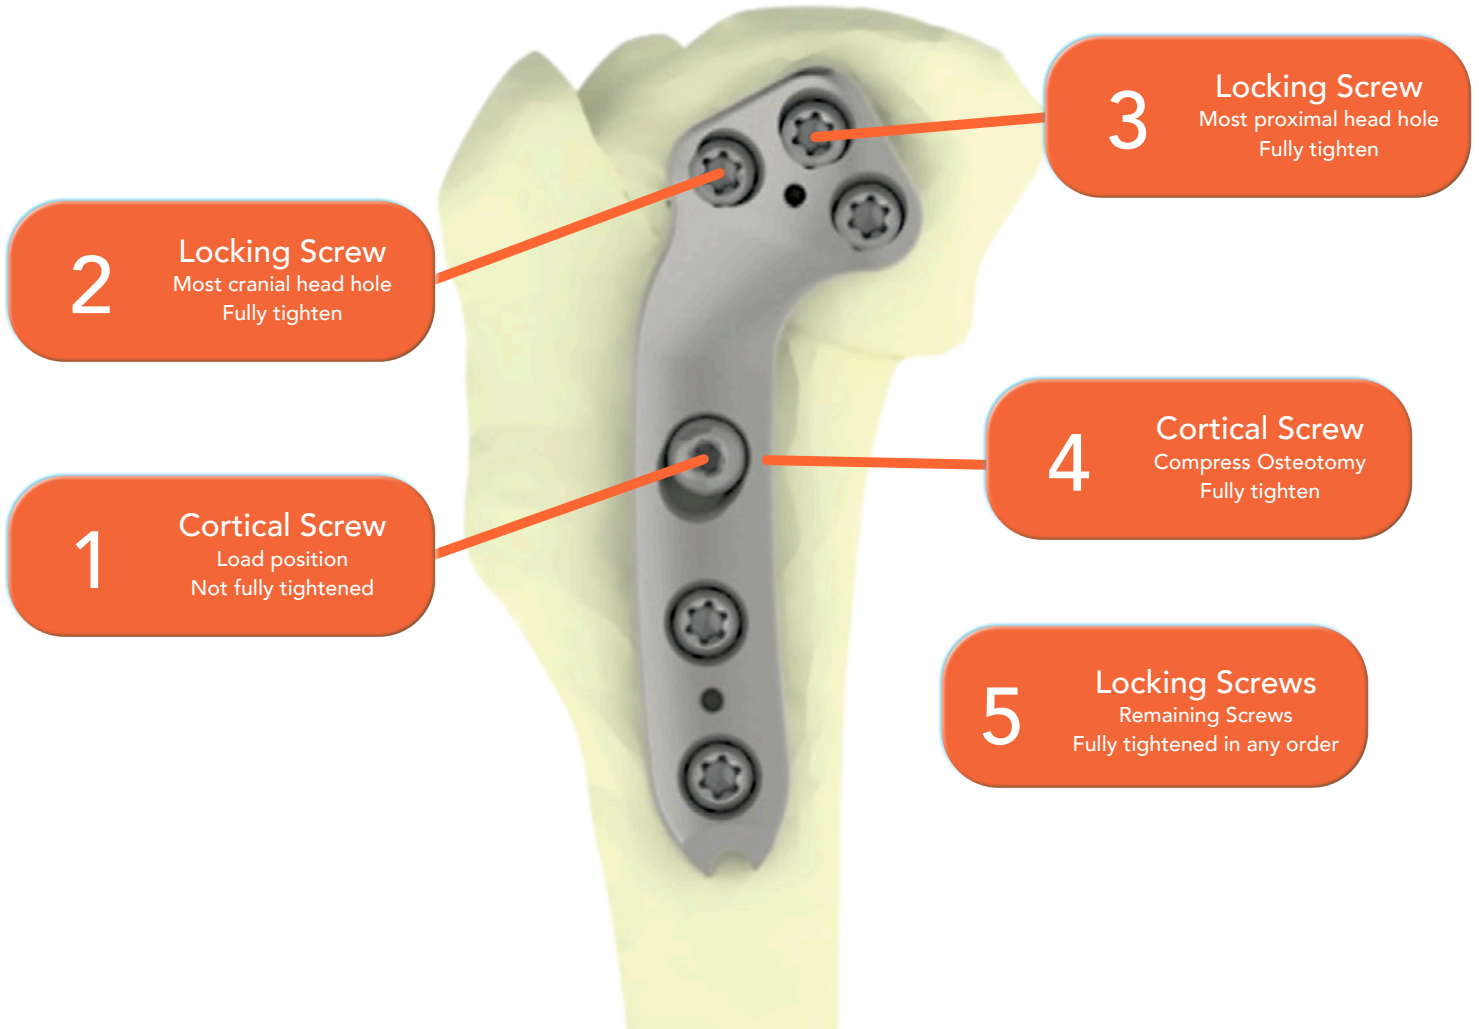 1
Cortical Screw
Load position
Not fully tightened
2
Locking Screw
Most cranial head hole
Fully tighten
3
Locking Screw
Most proximal head hole
Fully tighten
4
Cortical Screw
Compress Osteotomy
Fully tighten
5
Locking Screws
Remaining Screws
Fully tightened in any order